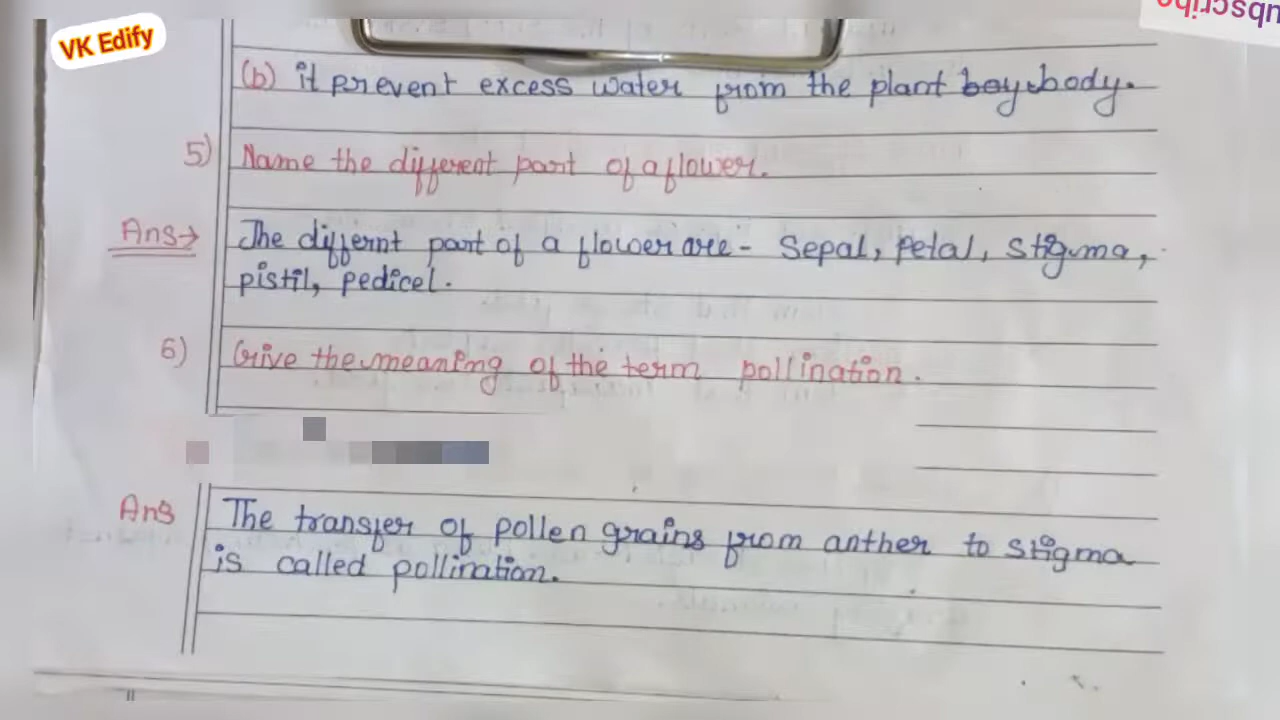 VK Edify
ubscribe
(b) it prevent excess water from the plant boy body.
5) Name the different part of a flower.
Ans→ The differnt part of a flower are - Sepal, petal, stigma,
pistil, pedicel.
6) Give the meaning of the term pollination.
Ans The transfer of pollen grains from anther to stigma
is called pollination.